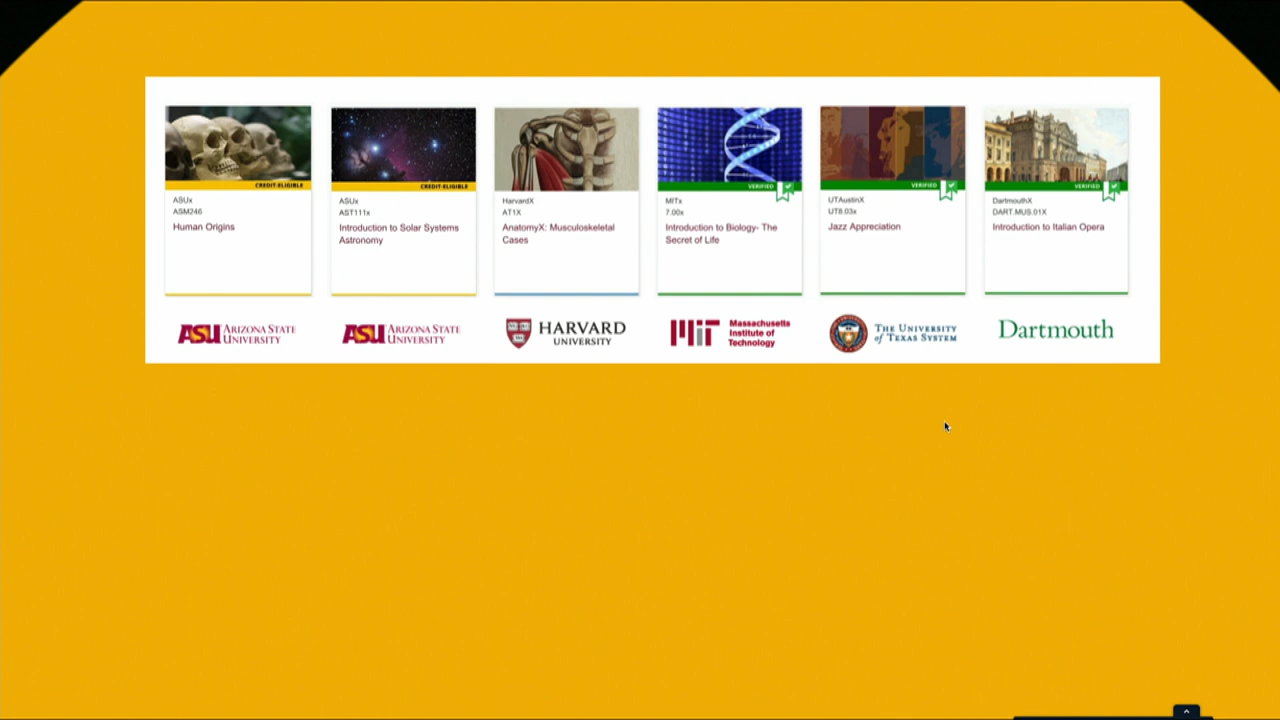 CREDIT-ELIGIBLE
ASUx
ASM246
Human Origins
ARIZONA STATE
UNIVERSITY
CREDIT-ELIGIBLE
ASUx
AST111x
Introduction to Solar Systems
Astronomy
ASU ARIZONA STATE
UNIVERSITY
HarvardX
AT1X
AnatomyX: Musculoskeletal
Cases
HARVARD
UNIVERSITY
VERIFIED
MITx
7.00x
Introduction to Biology- The
Secret of Life
Massachusetts
Institute of
Technology
VERIFIED
UTAustinX
UT8.03x
Jazz Appreciation
THE UNIVERSITY
of TEXAS SYSTEM
VERIFIED
DartmouthX
DART.MUS.01X
Introduction to Italian Opera
Dartmouth